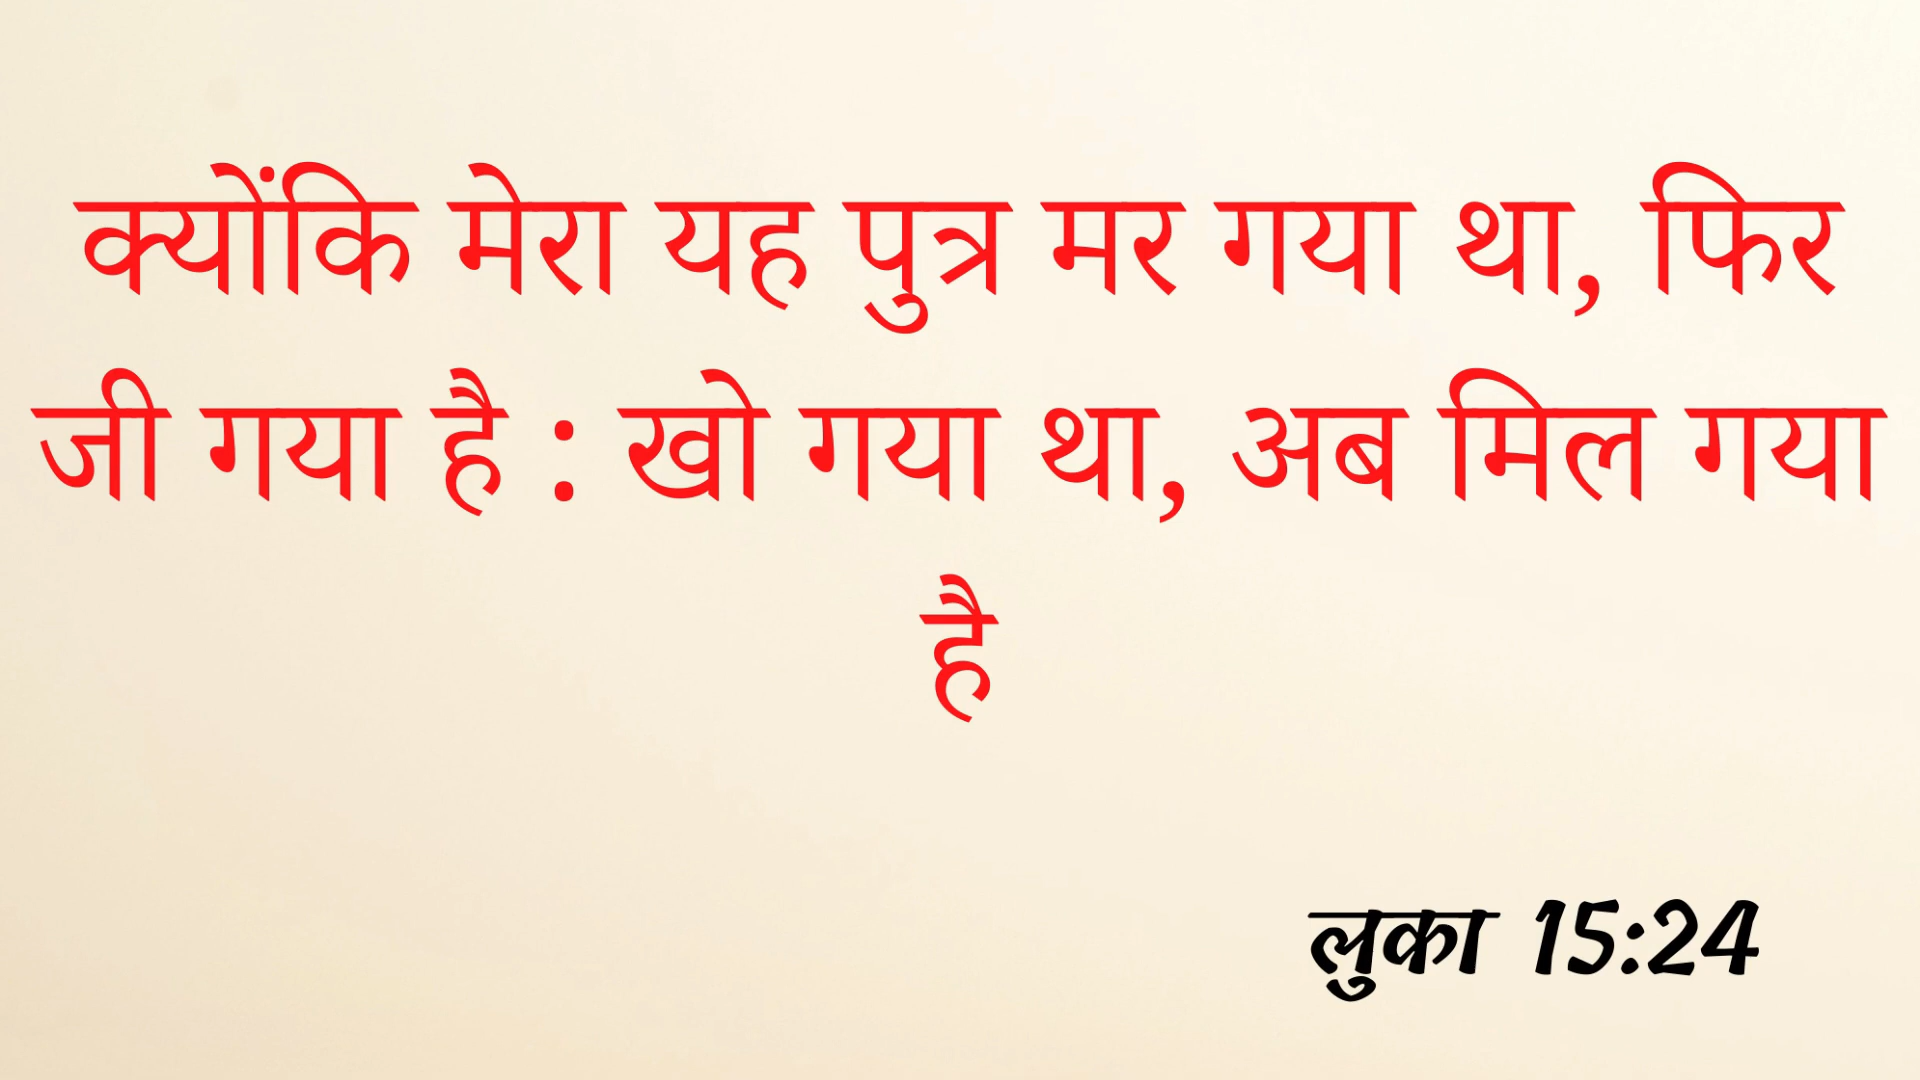 क्योंकि मेरा यह पुत्र मर गया था, फिर
जी गया है : खो गया था, अब मिल गया
है
लुका 15:24